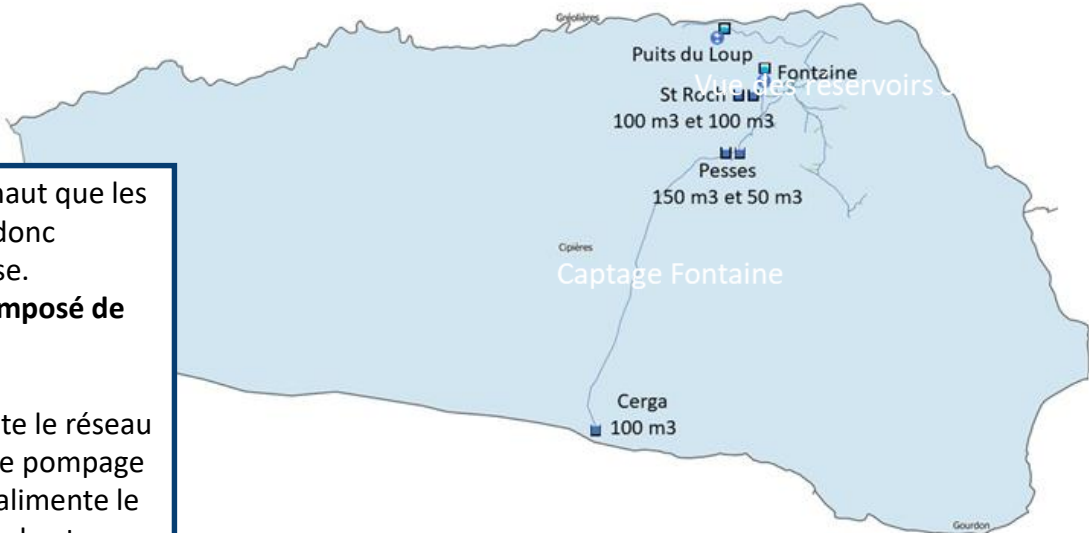 Gréolières
Puits du Loup
Fontaine
Vue des réservoirs
St Roch
100 m3 et 100 m3
Pesses
150 m3 et 50 m3
Cipières
Captage Fontaine
Cerga
100 m3
Gourdon
haut que les
donc
se.
mposé de
te le réseau
e pompage
alimente le